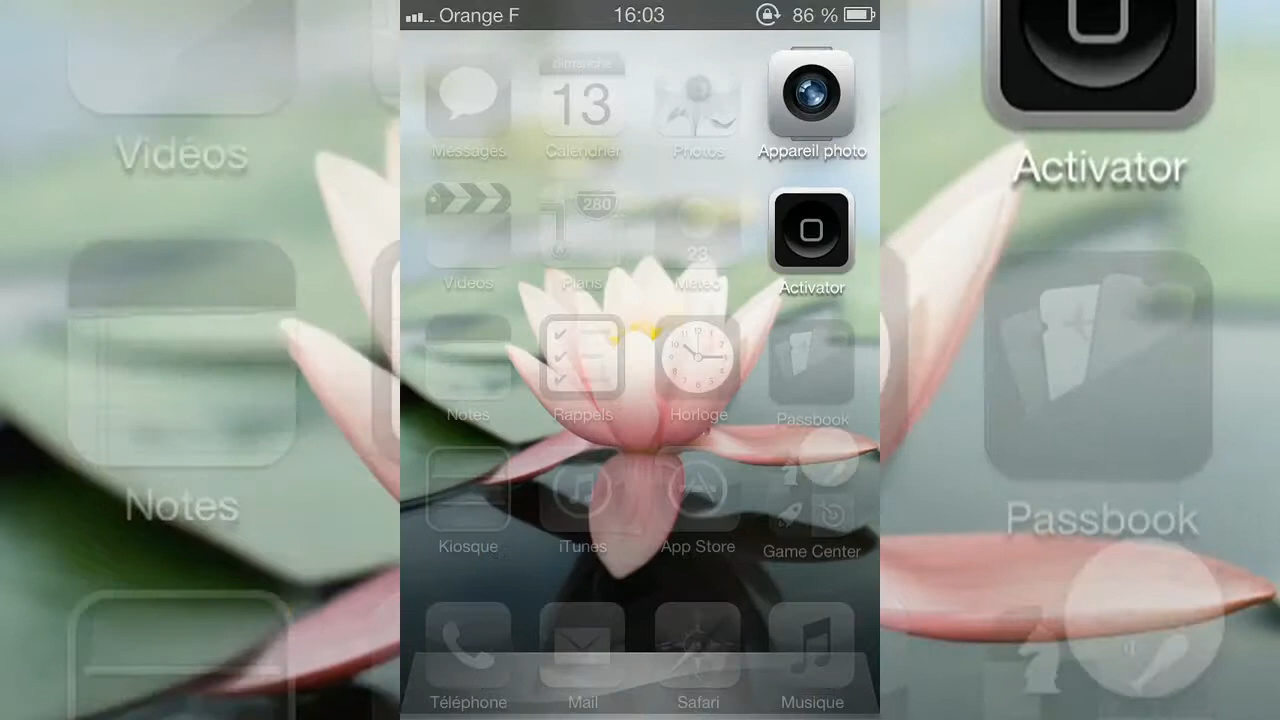 Orange F 16:03 86 %
dimanche
13
Messages Calendrier Photos Appareil photo
280
23
Vidéos Plans Météo Activator
Notes Rappels Horloge Passbook
Kiosque iTunes App Store Game Center
Téléphone Mail Safari Musique
Vidéos
Notes
Activator
Passbook